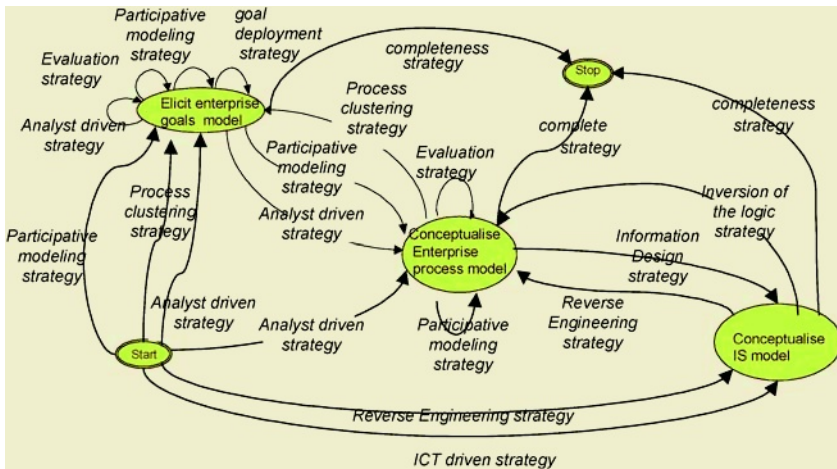 Participative
modeling
strategy
goal
deployment
strategy
Evaluation
strategy
Analyst driven
strategy
Elicit enterprise
goals model
completeness
strategy
Stop
Process
clustering
strategy
complete
strategy
completeness
strategy
Participative
modeling
strategy
Evaluation
strategy
Process
clustering
strategy
Analyst driven
strategy
Conceptualise
Enterprise
process model
Inversion of
the logic
strategy
Participative
modeling
strategy
Information
Design
strategy
Analyst driven
strategy
Analyst driven
strategy
Reverse
Engineering
strategy
Participative
modeling
strategy
Start
Conceptualise
IS model
Reverse Engineering strategy
ICT driven strategy